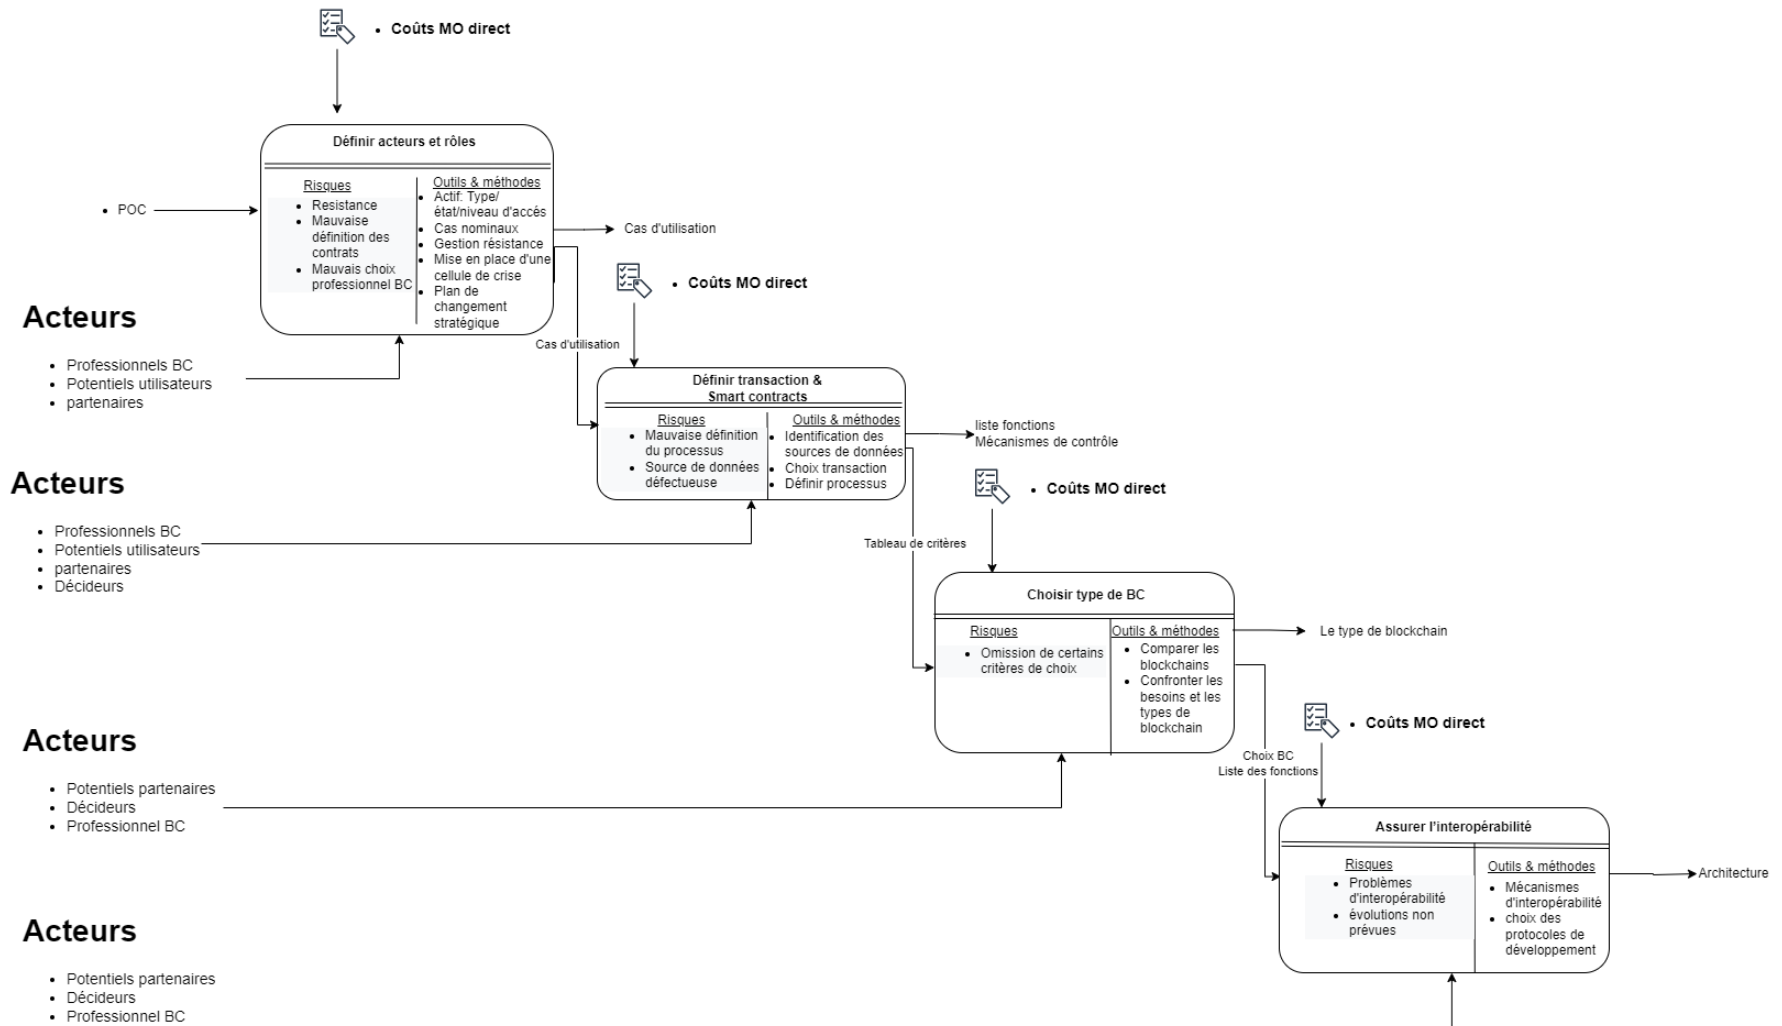 Coûts MO direct
Définir acteurs et rôles
Risques
Resistance
Mauvaise
définition des
contrats
Mauvais choix
professionnel BC
Outils & méthodes
Actif: Type/
état/niveau d'accés
Cas nominaux
Gestion résistance
Mise en place d'une
cellule de crise
Plan de
changement
stratégique
POC
Cas d'utilisation
Coûts MO direct
Acteurs
Professionnels BC
Potentiels utilisateurs
partenaires
Cas d'utilisation
Définir transaction &
Smart contracts
Risques
Mauvaise définition
du processus
Source de données
défectueuse
Outils & méthodes
Identification des
sources de données
Choix transaction
Définir processus
liste fonctions
Mécanismes de contrôle
Acteurs
Professionnels BC
Potentiels utilisateurs
partenaires
Décideurs
Coûts MO direct
Tableau de critères
Choisir type de BC
Risques
Omission de certains
critères de choix
Outils & méthodes
Comparer les
blockchains
Confronter les
besoins et les
types de
blockchain
Le type de blockchain
Acteurs
Potentiels partenaires
Décideurs
Professionnel BC
Coûts MO direct
Choix BC
Liste des fonctions
Assurer l'interopérabilité
Risques
Problèmes
d'interopérabilité
évolutions non
prévues
Outils & méthodes
Mécanismes
d'interopérabilité
choix des
protocoles de
développement
Architecture
Acteurs
Potentiels partenaires
Décideurs
Professionnel BC